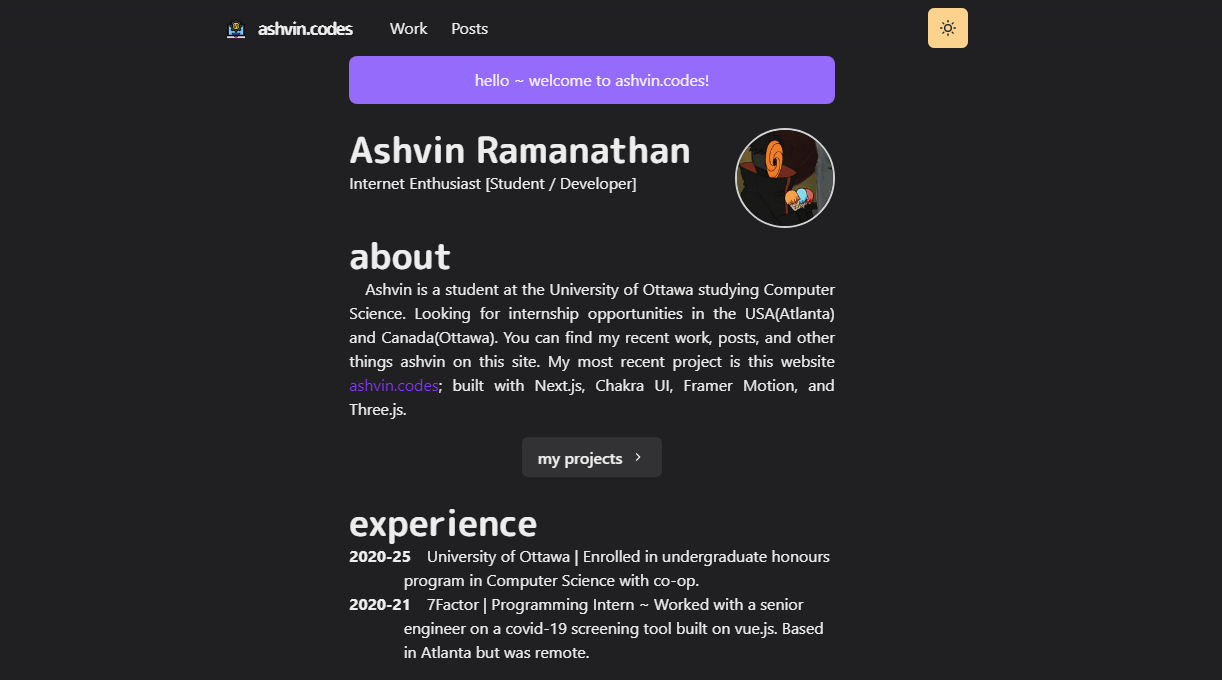 ashvin.codes Work Posts
hello ~ welcome to ashvin.codes!
Ashvin Ramanathan
Internet Enthusiast [Student / Developer]
about
Ashvin is a student at the University of Ottawa studying Computer
Science. Looking for internship opportunities in the USA(Atlanta)
and Canada(Ottawa). You can find my recent work, posts, and other
things ashvin on this site. My most recent project is this website
ashvin.codes; built with Next.js, Chakra UI, Framer Motion, and
Three.js.
my projects
experience
2020-25 University of Ottawa | Enrolled in undergraduate honours
program in Computer Science with co-op.
2020-21 7Factor | Programming Intern ~ Worked with a senior
engineer on a covid-19 screening tool built on vue.js. Based
in Atlanta but was remote.